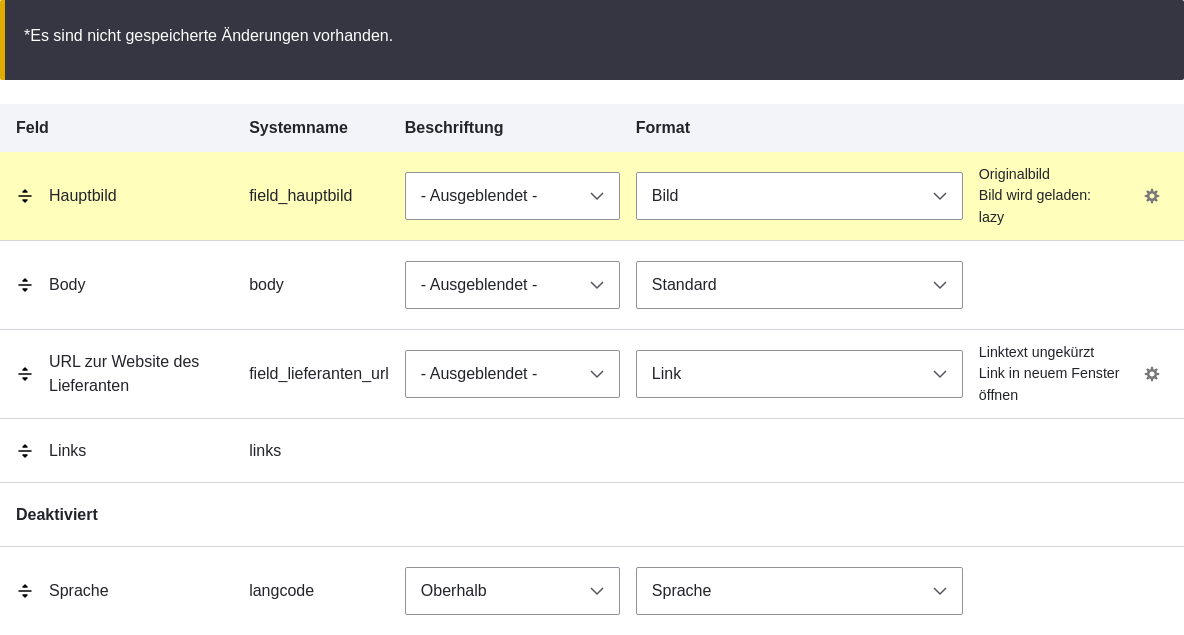 *Es sind nicht gespeicherte Änderungen vorhanden.
Feld Systemname Beschriftung Format
Hauptbild field_hauptbild - Ausgeblendet - Bild Originalbild
Bild wird geladen:
lazy
Body body - Ausgeblendet - Standard
URL zur Website des
Lieferanten field_lieferanten_url - Ausgeblendet - Link Linktext ungekürzt
Link in neuem Fenster
öffnen
Links links
Deaktiviert
Sprache langcode Oberhalb Sprache